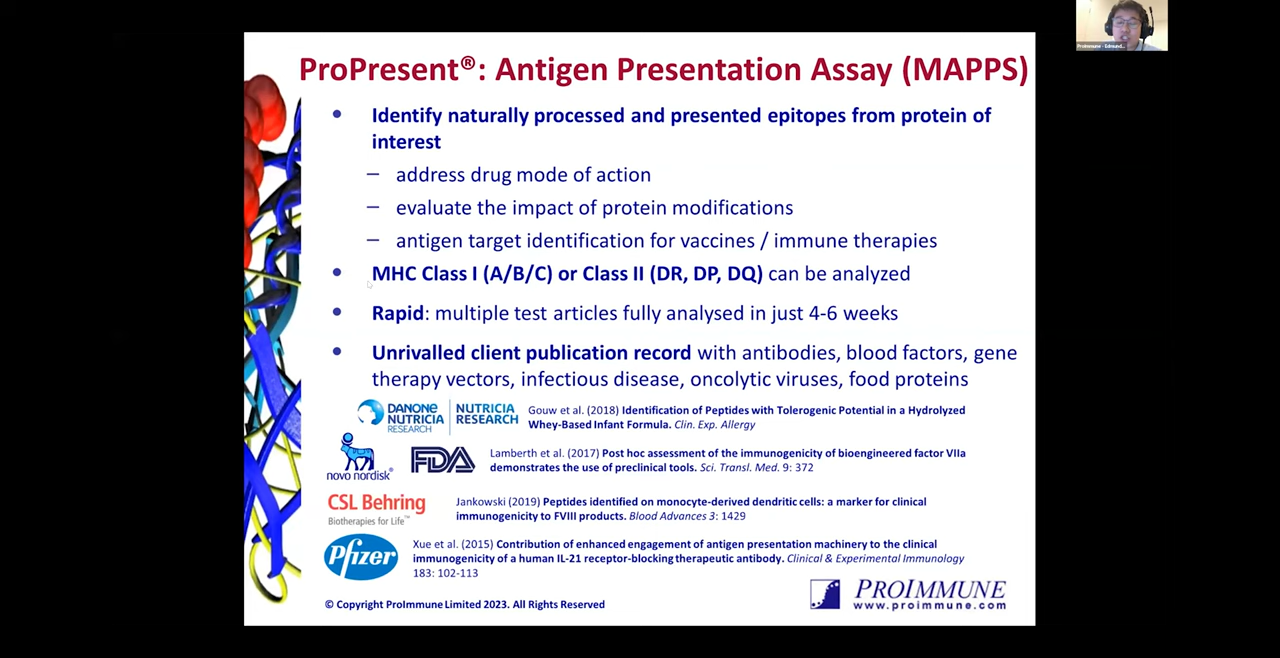 ProPresent®: Antigen Presentation Assay (MAPPS)
• Identify naturally processed and presented epitopes from protein of
interest
– address drug mode of action
– evaluate the impact of protein modifications
– antigen target identification for vaccines / immune therapies
• MHC Class I (A/B/C) or Class II (DR, DP, DQ) can be analyzed
• Rapid: multiple test articles fully analysed in just 4-6 weeks
• Unrivalled client publication record with antibodies, blood factors, gene
therapy vectors, infectious disease, oncolytic viruses, food proteins
DANONE
NUTRICIA
RESEARCH
NUTRICIA
RESEARCH
Gouw et al. (2018) Identification of Peptides with Tolerogenic Potential in a Hydrolyzed
Whey-Based Infant Formula. Clin. Exp. Allergy
novo nordisk®
FDA
Lamberth et al. (2017) Post hoc assessment of the immunogenicity of bioengineered factor VIIa
demonstrates the use of preclinical tools. Sci. Transl. Med. 9: 372
CSL Behring
Biotherapies for Life™
Jankowski (2019) Peptides identified on monocyte-derived dendritic cells: a marker for clinical
immunogenicity to FVIII products. Blood Advances 3: 1429
Pfizer
Xue et al. (2015) Contribution of enhanced engagement of antigen presentation machinery to the clinical
immunogenicity of a human IL-21 receptor-blocking therapeutic antibody. Clinical & Experimental Immunology
183: 102-113
© Copyright ProImmune Limited 2023. All Rights Reserved
PROIMMUNE
www.proimmune.com
ProImmune - Edmund...